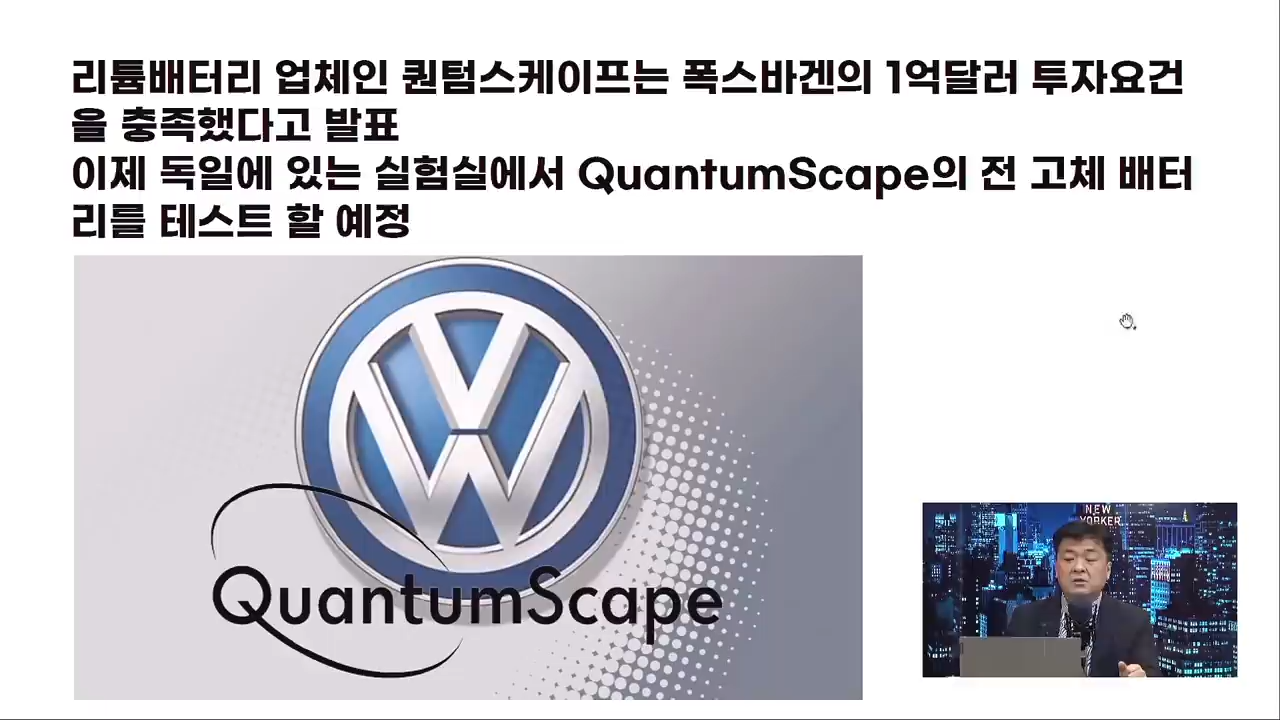 리튬배터리 업체인 퀀텀스케이프는 폭스바겐의 1억달러 투자요건
을 충족했다고 발표
이제 독일에 있는 실험실에서 QuantumScape의 전 고체 배터
리를 테스트 할 예정
QuantumScape
NEW
YORKER